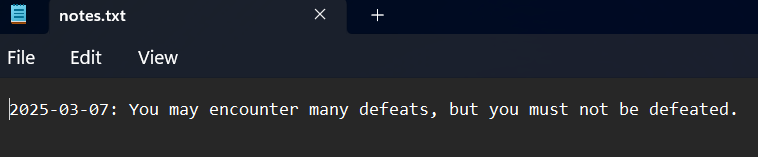 notes.txt
File Edit View
2025-03-07: You may encounter many defeats, but you must not be defeated.